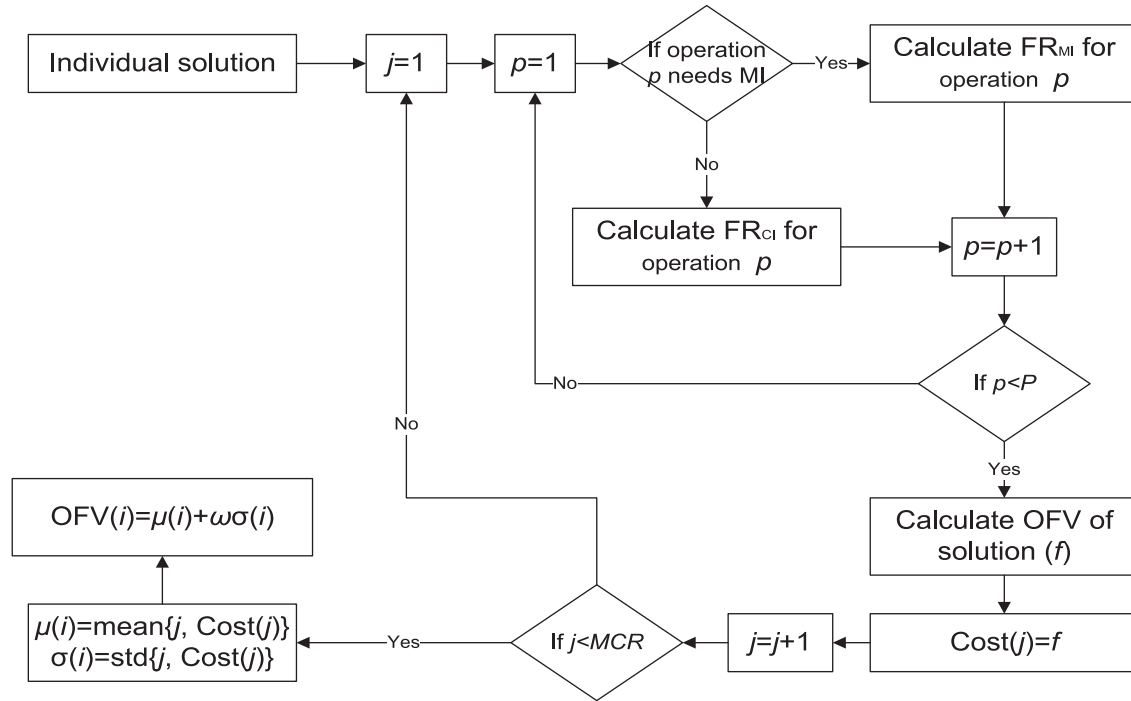 Individual solution
j=1
p=1
If operation
p needs MI
Yes
Calculate FRMI for
operation p
No
Calculate FRCI for
operation p
p=p+1
If p<P
No
Yes
No
Calculate OFV of
solution (f)
Cost(j)=f
j=j+1
If j<MCR
Yes
μ(i)=mean{j, Cost(j)}
σ(i)=std{j, Cost(j)}
OFV(i)=μ(i)+ωσ(i)